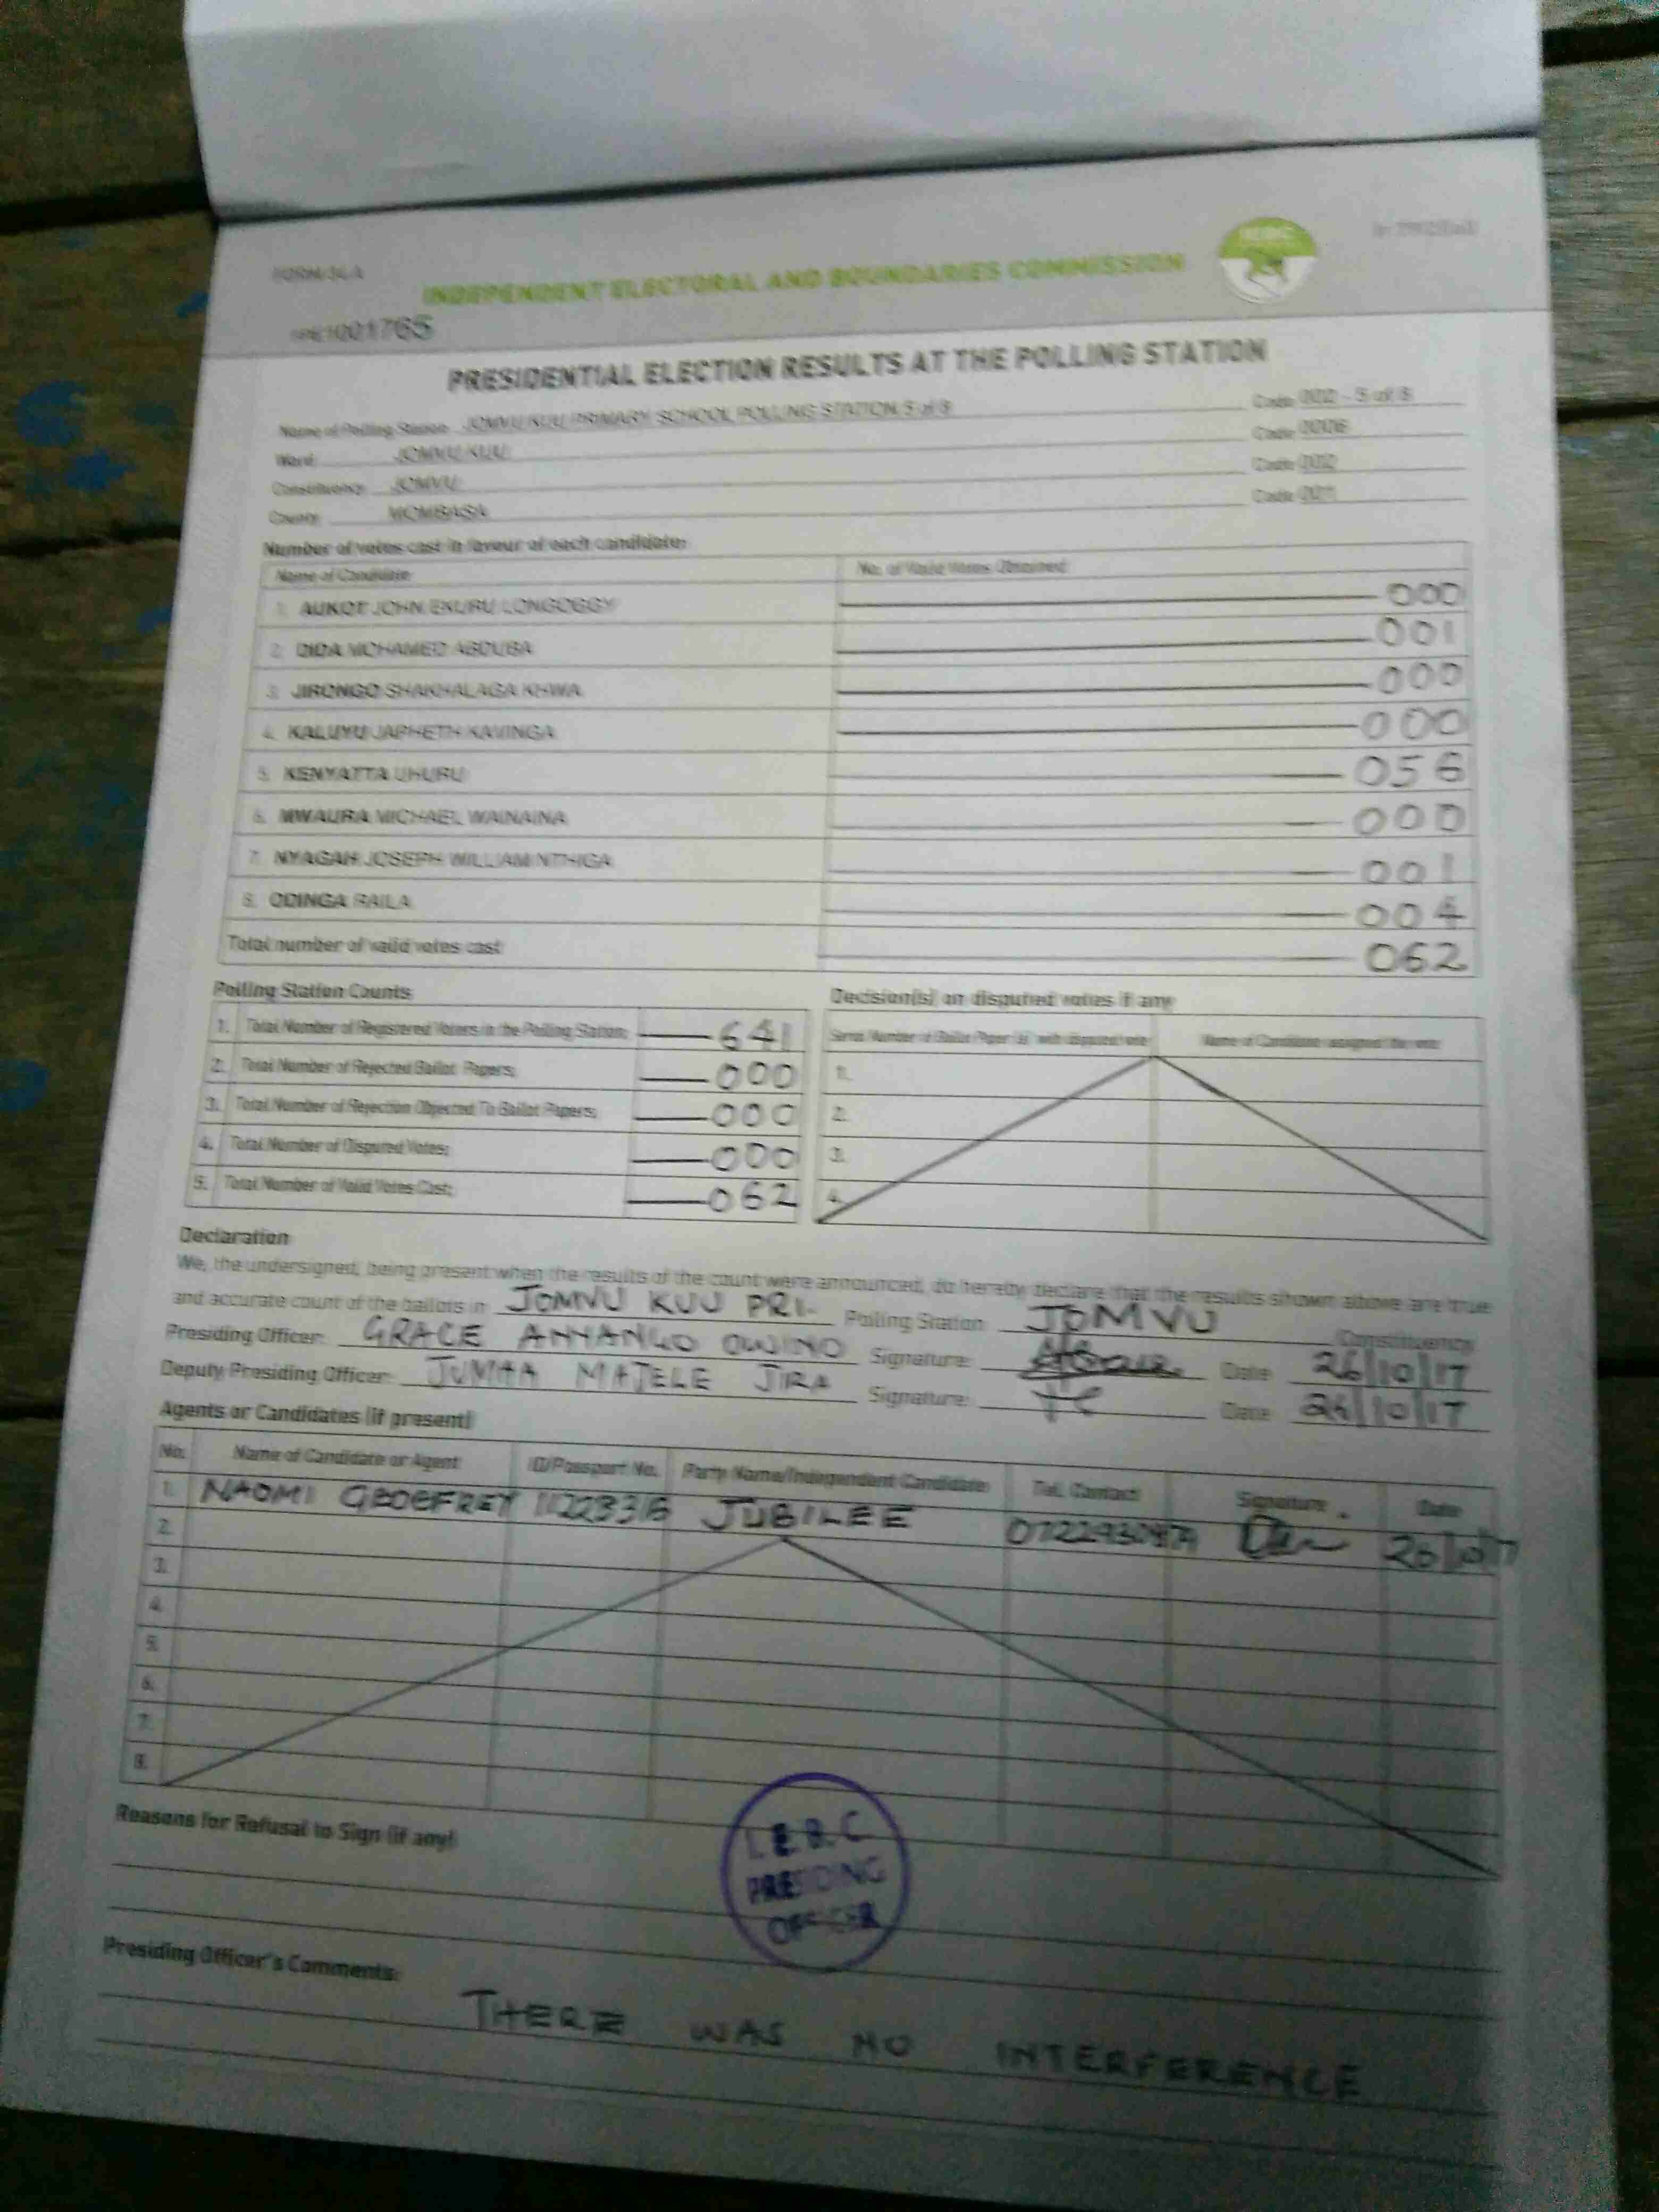 FORM 34A
INDEPENDENT ELECTORAL AND BOUNDARIES COMMISSION
IEBC
1001765
PRESIDENTIAL ELECTION RESULTS AT THE POLLING STATION
Name of Polling Station JOMVU KUU PRIMARY SCHOOL POLLING STATION 5 of 8 Code 002 - 5 of 8
Ward JOMVU KUU Code 0006
Constituency JOMVU Code 002
County MOMBASA Code 001
Number of votes cast in favour of each candidate:
Name of Candidate No. of Valid Votes Obtained
1. AUKOT JOHN EKURU LONGOGGY 000
2. DIDA MOHAMED ABDUBA 001
3. JIRONGO SHAKHALAGA KHWA 000
4. KALUYU JAPHETH KAVINGA 000
5. KENYATTA UHURU 056
6. MWAURA MICHAEL WAINAINA 000
7. NYAGAH JOSEPH WILLIAM NTHIGA 001
8. ODINGA RAILA 004
Total number of valid votes cast 062
Polling Station Counts
1. Total Number of Registered Voters in the Polling Station; 641
2. Total Number of Rejected Ballot Papers; 000
3. Total Number of Rejection Objected To Ballot Papers; 000
4. Total Number of Disputed Votes; 000
5. Total Number of Valid Votes Cast; 062
Decision(s) on disputed votes if any
Serial Number of Ballot Paper (s) with disputed vote Name of Candidate assigned the vote
1.
2.
3.
4.
Declaration
We, the undersigned, being present when the results of the count were announced, do hereby declare that the results shown above are true
and accurate count of the ballots in JOMVU KUU PRI- Polling Station JOMVU Constituency
Presiding Officer: GRACE ANYANGO OWINO Signature: Date 26/10/17
Deputy Presiding Officer: JUMAA MAJELE JIRA Signature: Date 26/10/17
Agents or Candidates (if present)
No. Name of Candidate or Agent ID/Passport No. Party Name/Independent Candidate Tel. Contact Signature Date
1. NAOMI GEOEFREY JUBILEE 26/10/17
2.
3.
4.
5.
6.
7.
8.
Reasons for Refusal to Sign (if any)
I.E.B.C
PRESIDING
OFFICER
Presiding Officer's Comments:
THERE WAS NO INTERFERENCE